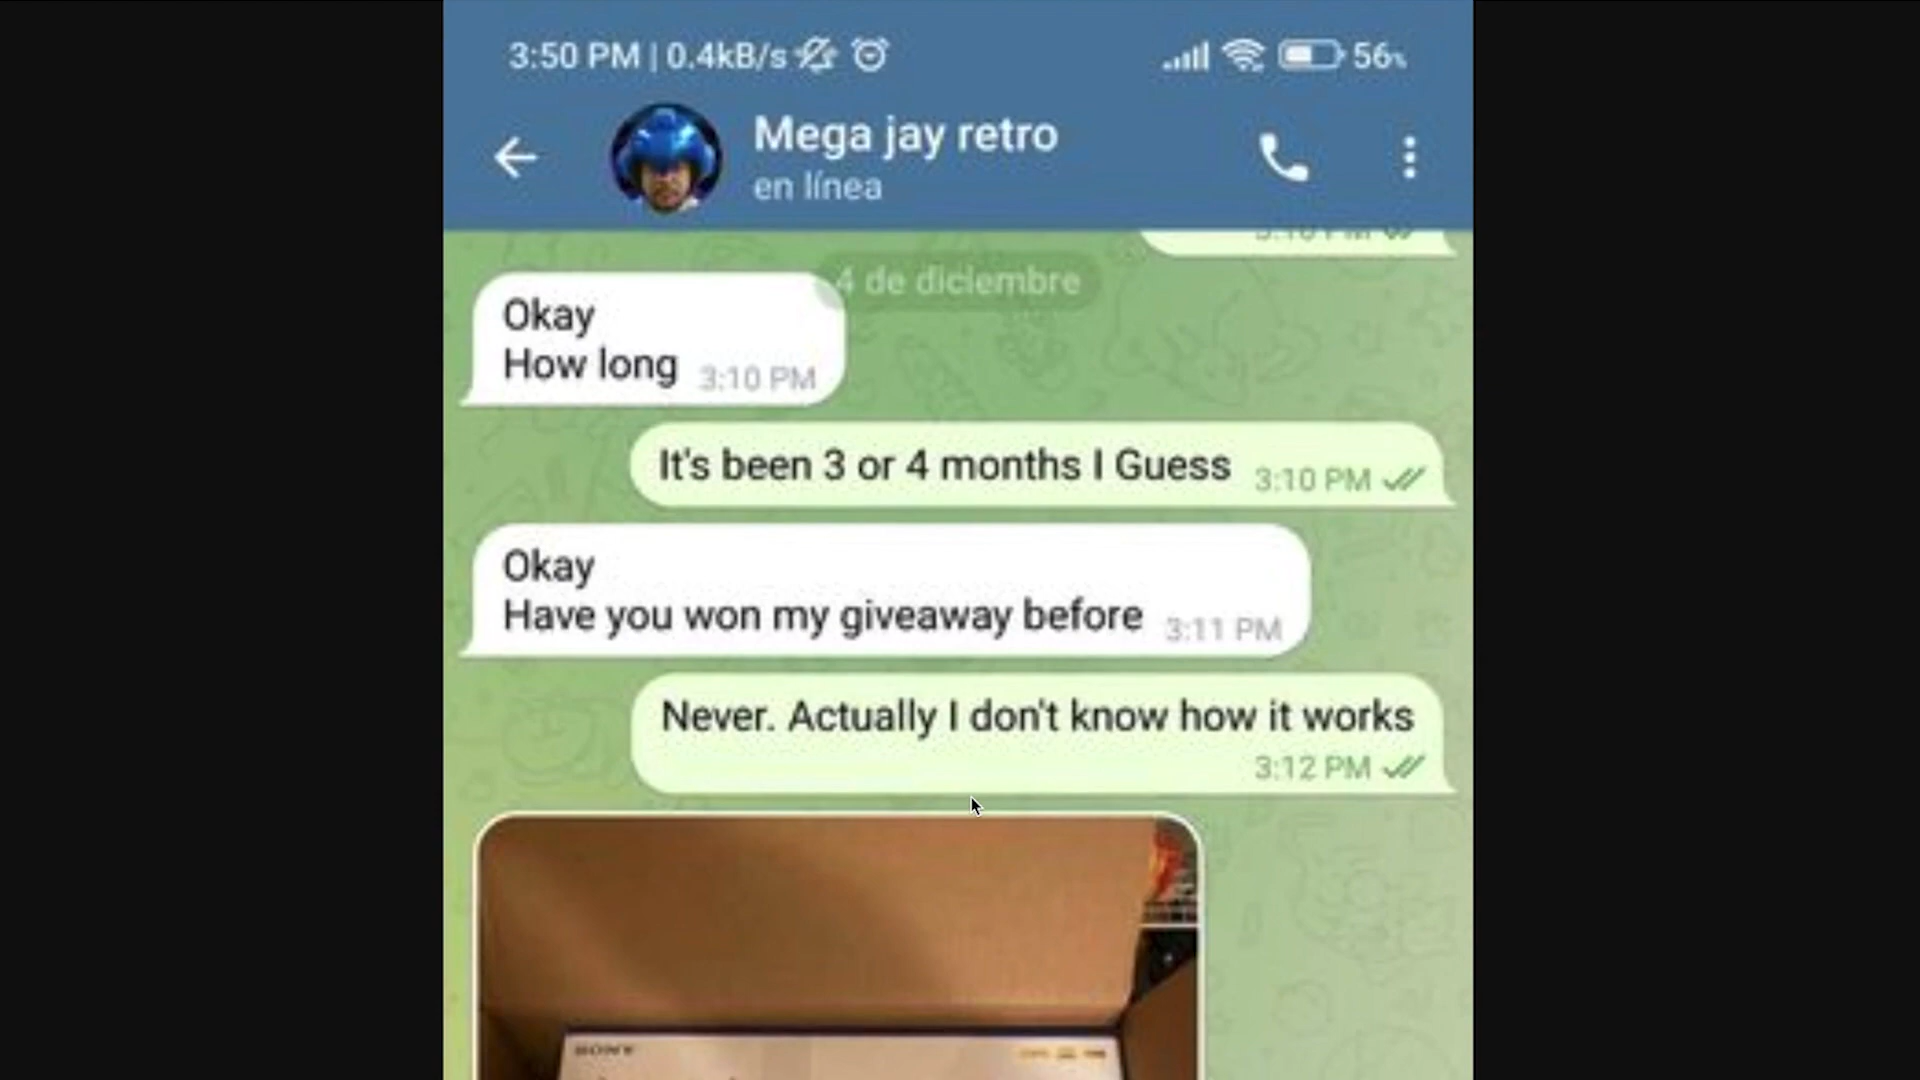 3:50 PM | 0.4kB/s
56%
Mega jay retro
en línea
4 de diciembre
Okay
How long 3:10 PM
It's been 3 or 4 months I Guess 3:10 PM
Okay
Have you won my giveaway before 3:11 PM
Never. Actually I don't know how it works
3:12 PM
SONY